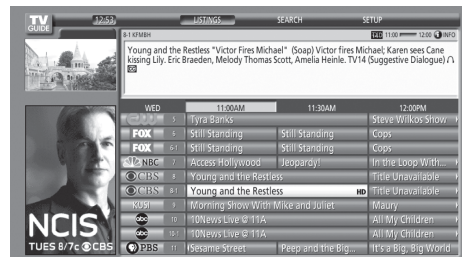 TV GUIDE 12:53 LISTINGS SEARCH SETUP
8-1 KFMBH 11:00 12:00 INFO
Young and the Restless "Victor Fires Michael" (Soap) Victor fires Michael; Karen sees Cane
kissing Lily. Eric Braeden, Melody Thomas Scott, Amelia Heinle. TV14 (Suggestive Dialogue)
WED 11:00AM 11:30AM 12:00PM
5 Tyra Banks Steve Wilkos Show
FOX 6 Still Standing Still Standing Cops
FOX 6-1 Still Standing Still Standing Cops
NBC 7 Access Hollywood Jeopardy! In the Loop With...
CBS 8 Young and the Restless Title Unavailable
CBS 8-1 Young and the Restless HD Title Unavailable
KUSI 9 Morning Show With Mike and Juliet Maury
abc 10 10News Live @ 11A All My Children
abc 10-1 10News Live @ 11A All My Children
PBS 11 Sesame Street Peep and the Big... It's a Big, Big World
NCIS
TUES 8/7c CBS